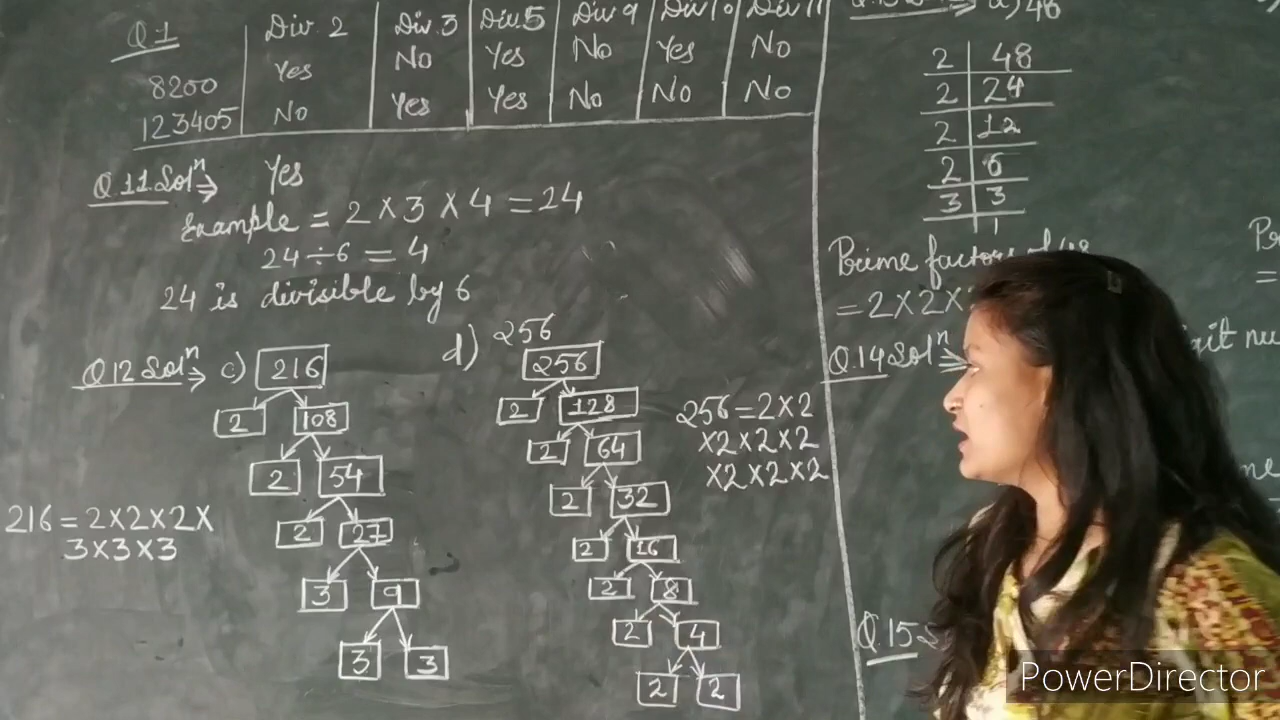 Q.1 Div 2 Div.3 Div 5 Div 9 Div 10 Div 11
8200 Yes No Yes No Yes No
123405 No Yes Yes No No No
Q.11 Solⁿ⇒ Yes
Example = 2 × 3 × 4 = 24
24 ÷ 6 = 4
24 is divisible by 6
Q 12 Solⁿ⇒ c) 216
2 108
2 54
2 27
3 9
3 3
216 = 2×2×2×
3×3×3
d) 256
256
2 128
2 64
2 32
2 16
2 8
2 4
2 2
256 = 2×2
×2×2×2
×2×2×2
a) 48
2 48
2 24
2 12
2 6
3 3
1
Prime factors of 48
= 2×2×
Q.14 Solⁿ
Q.15
PowerDirector